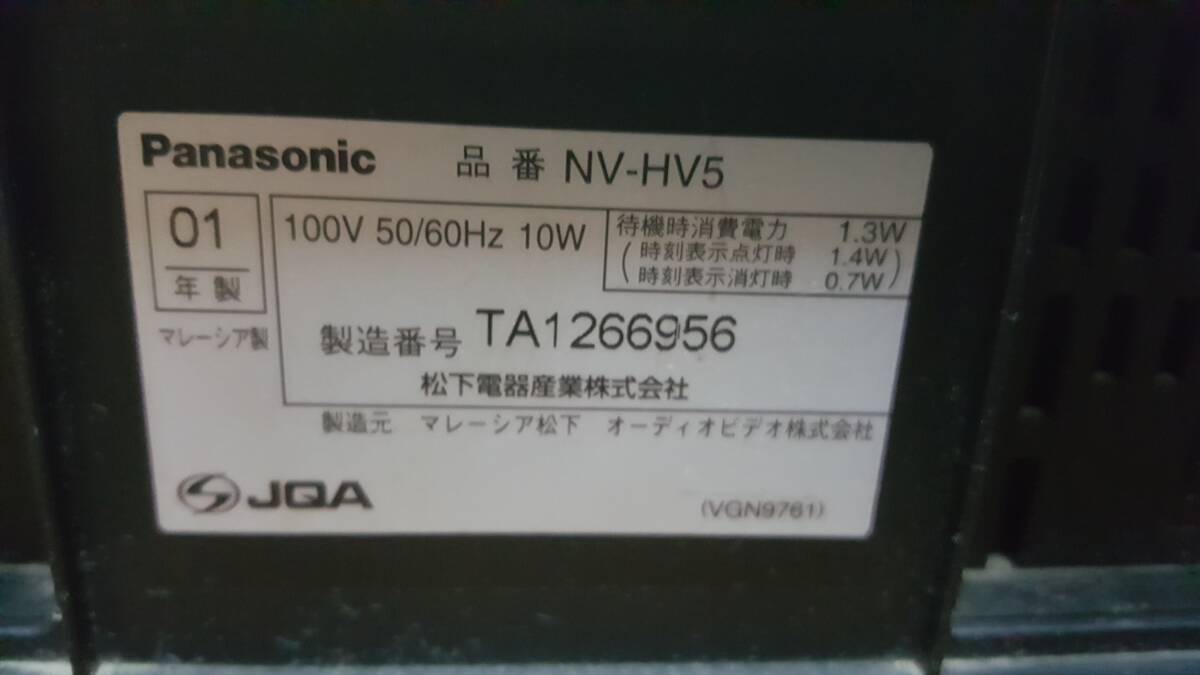 Panasonic 品番 NV-HV5
01
年製
マレーシア製
100V 50/60Hz 10W
待機時消費電力 1.3W
(時刻表示点灯時 1.4W
時刻表示消灯時 0.7W)
製造番号 TA1266956
松下電器産業株式会社
製造元 マレーシア松下 オーディオビデオ株式会社
JQA
(VGN9761)